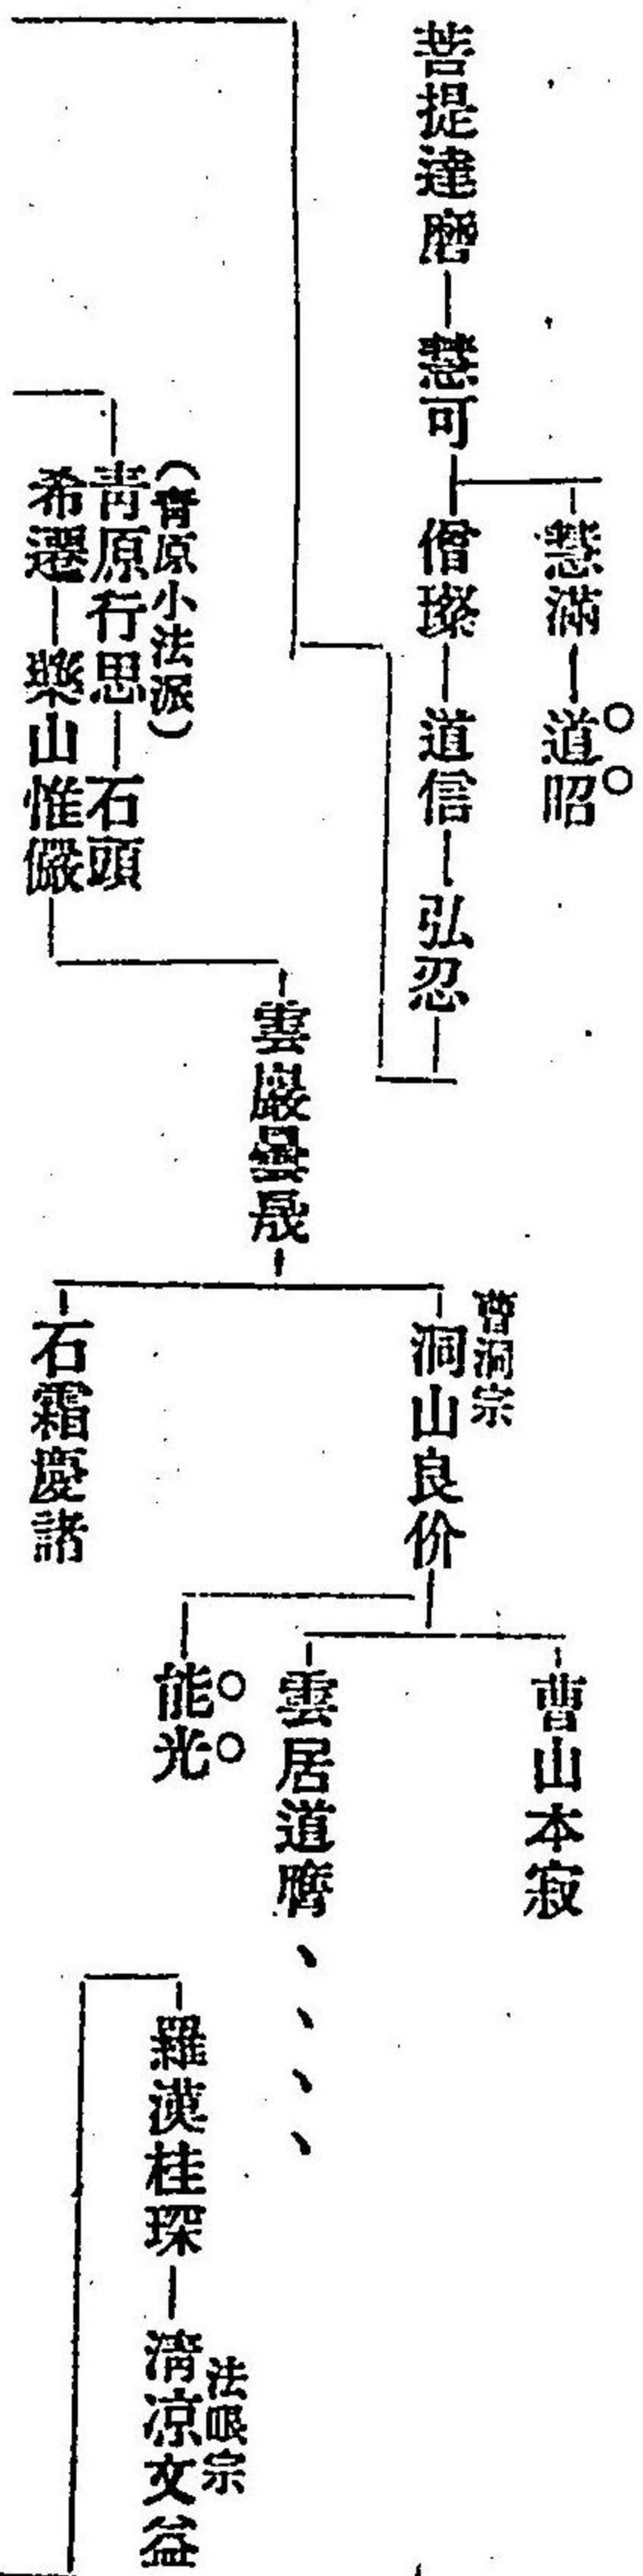 慧滿—道昭
○○
菩提達磨—慧可—僧璨—道信—弘忍
曹洞宗
曹山本寂
洞山良价
雲居道膺、、、、
雲巖曇晟
○○
能光
法眼宗
羅漢桂琛—清凉文益
(青原小法派)
青原行思—石頭
希遷—藥山惟儼
石霜慶諸